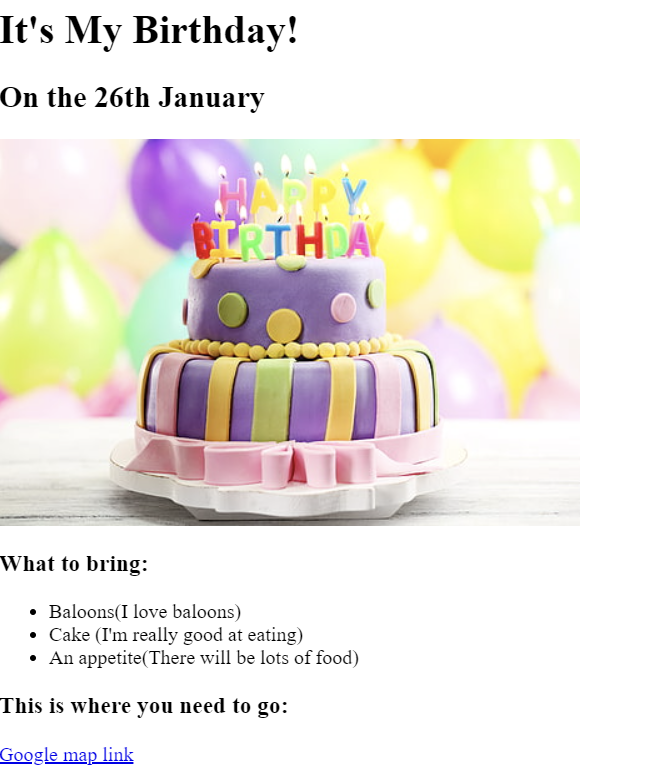 It's My Birthday!
On the 26th January
HAPPY
BIRTHDAY
What to bring:
Baloons(I love baloons)
Cake (I'm really good at eating)
An appetite(There will be lots of food)
This is where you need to go:
Google map link